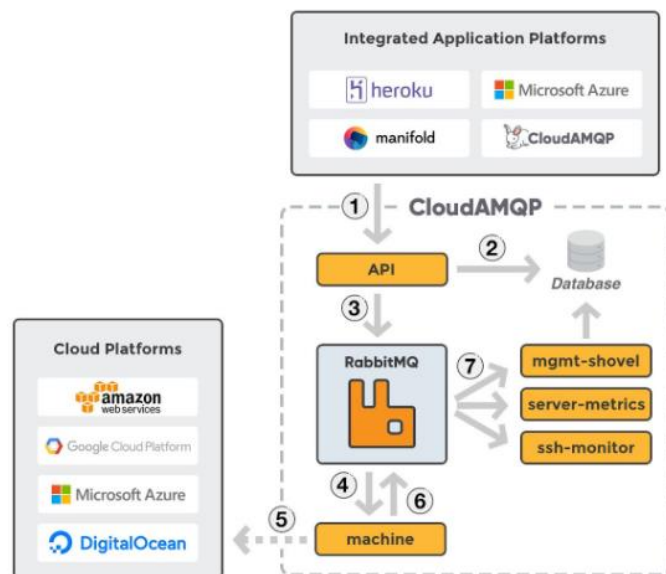 Integrated Application Platforms
heroku
Microsoft Azure
manifold
CloudAMQP
1
CloudAMQP
API
2
Database
3
RabbitMQ
7
mgmt-shovel
server-metrics
ssh-monitor
4
6
machine
5
Cloud Platforms
amazon
web services
Google Cloud Platform
Microsoft Azure
DigitalOcean